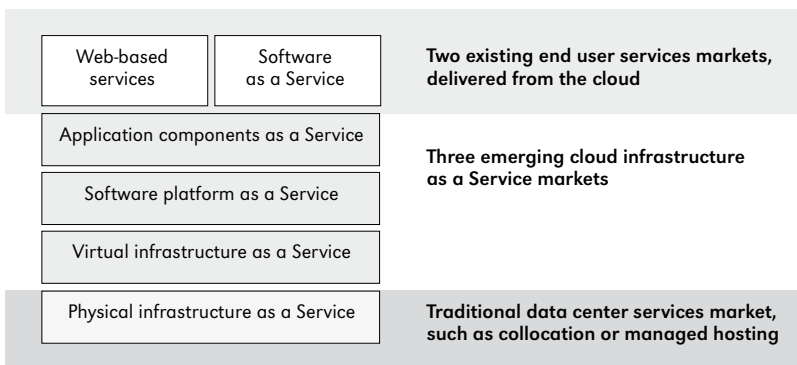 Web-based
services
Software
as a Service
Two existing end user services markets,
delivered from the cloud
Application components as a Service
Software platform as a Service
Virtual infrastructure as a Service
Three emerging cloud infrastructure
as a Service markets
Physical infrastructure as a Service
Traditional data center services market,
such as collocation or managed hosting